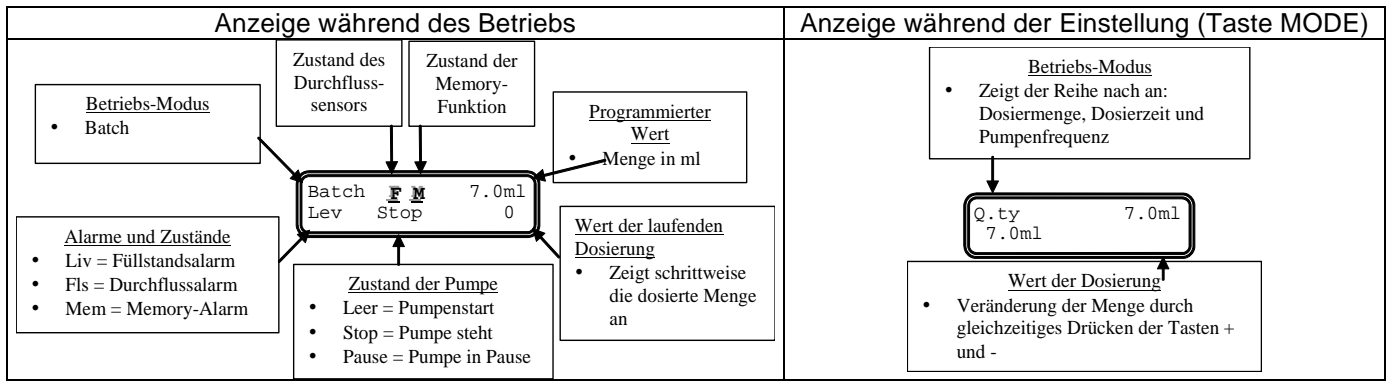 Anzeige während des Betriebs
Zustand des
Durchfluss-
sensors
Zustand der
Memory-
Funktion
Betriebs-Modus
• Batch
Programmierter
Wert
• Menge in ml
Batch F M 7.0ml
Lev Stop 0
Alarme und Zustände
• Liv = Füllstandsalarm
• Fls = Durchflussalarm
• Mem = Memory-Alarm
Zustand der Pumpe
• Leer = Pumpenstart
• Stop = Pumpe steht
• Pause = Pumpe in Pause
Wert der laufenden
Dosierung
• Zeigt schrittweise
die dosierte Menge
an
Anzeige während der Einstellung (Taste MODE)
Betriebs-Modus
• Zeigt der Reihe nach an:
Dosiermenge, Dosierzeit und
Pumpenfrequenz
Q.ty 7.0ml
7.0ml
Wert der Dosierung
• Veränderung der Menge durch
gleichzeitiges Drücken der Tasten +
und -